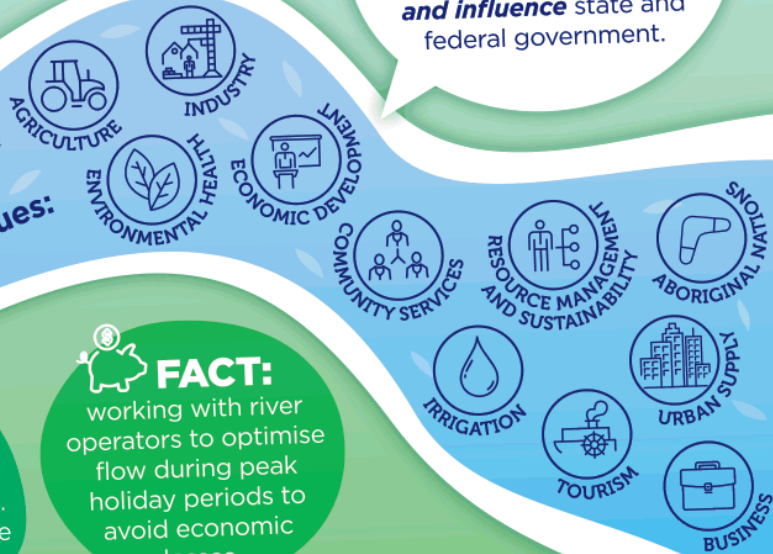 and influence state and
federal government.
AGRICULTURE
INDUSTRY
ENVIRONMENTAL HEALTH
ECONOMIC DEVELOPMENT
ues:
COMMUNITY SERVICES
RESOURCE MANAGEMENT
AND SUSTAINABILITY
ABORIGINAL NATIONS
IRRIGATION
URBAN SUPPLY
TOURISM
BUSINESS
FACT:
working with river
operators to optimise
flow during peak
holiday periods to
avoid economic
e